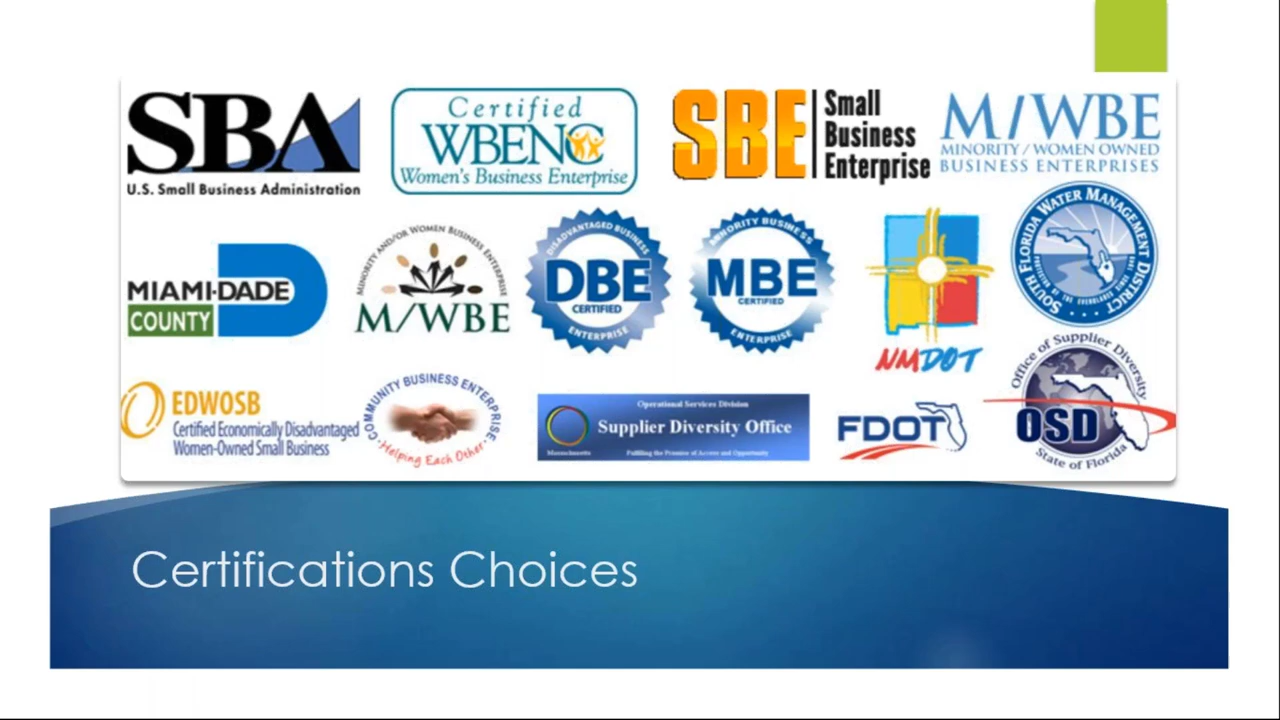 SBA
U.S. Small Business Administration
Certified
WBENC
Women's Business Enterprise
SBE
Small
Business
Enterprise
M/WBE
MINORITY/WOMEN OWNED
BUSINESS ENTERPRISES
MIAMI-DADE
COUNTY
MINORITY AND/OR WOMEN BUSINESS ENTERPRISE
M/WBE
DISADVANTAGED BUSINESS
DBE
CERTIFIED
ENTERPRISE
MINORITY BUSINESS
MBE
CERTIFIED
ENTERPRISE
NMDOT
SOUTH FLORIDA WATER MANAGEMENT DISTRICT
EDWOSB
Certified Economically Disadvantaged
Women-Owned Small Business
COMMUNITY BUSINESS ENTERPRISE
Helping Each Other
Operational Services Division
Supplier Diversity Office
Massachusetts
Fulfilling the Promise of Access and Opportunity
FDOT
Office of Supplier Diversity
OSD
State of Florida
Certifications Choices